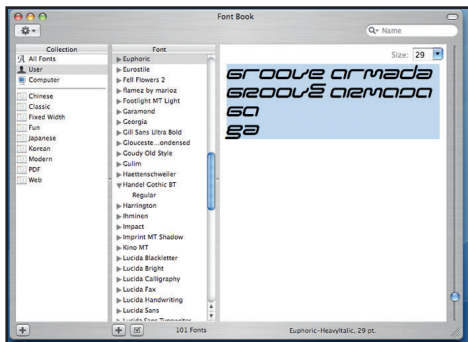 Font Book
Name
Collection
All Fonts
User
Computer
Chinese
Classic
Fixed Width
Fun
Japanese
Korean
Modern
PDF
Web
Font
Euphoric
Eurostile
Fell Flowers 2
flamez by marioz
Footlight MT Light
Garamond
Georgia
Gill Sans Ultra Bold
Glouceste...ondensed
Goudy Old Style
Gulim
Haettenschweiler
Handel Gothic BT
Regular
Harrington
Ihminen
Impact
Imprint MT Shadow
Kino MT
Lucida Blackletter
Lucida Bright
Lucida Calligraphy
Lucida Fax
Lucida Handwriting
Lucida Sans
Lucida Sans Typewriter
Size: 29
groove armada
GROOVE ARMADA
GA
ga
101 Fonts
Euphoric-HeavyItalic, 29 pt.